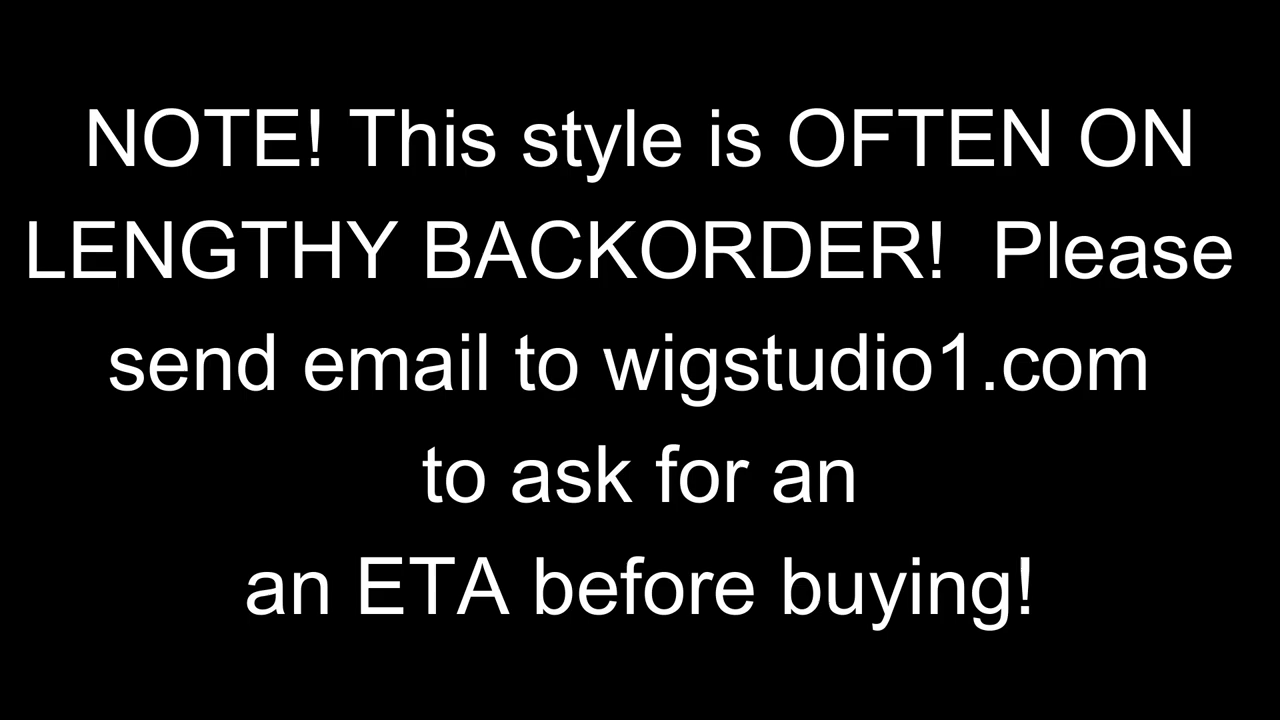 NOTE! This style is OFTEN ON
LENGTHY BACKORDER!  Please
send email to wigstudio1.com
to ask for an
an ETA before buying!